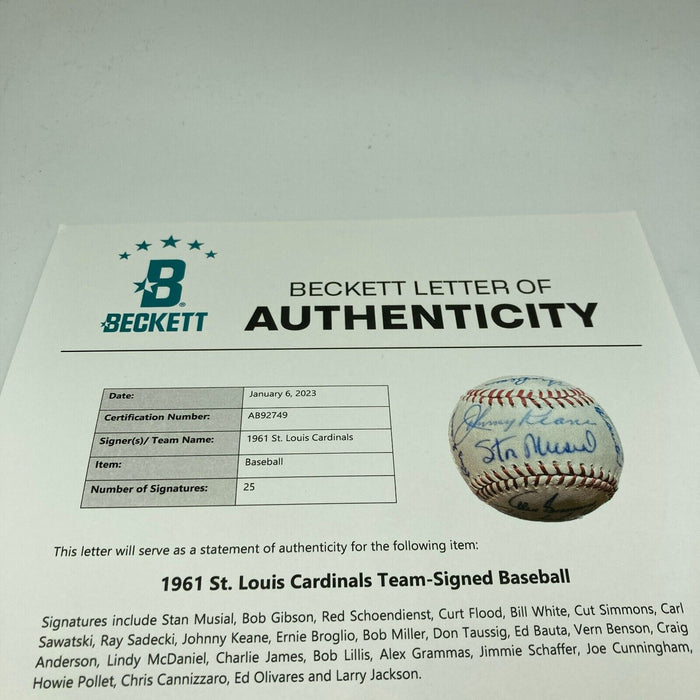 BECKETT LETTER OF
AUTHENTICITY
B
BECKETT
Date: January 6, 2023
Certification Number: AB92749
Signer(s)/ Team Name: 1961 St. Louis Cardinals
Item: Baseball
Number of Signatures: 25
Johnny Keane
Stan Musial
This letter will serve as a statement of authenticity for the following item:
1961 St. Louis Cardinals Team-Signed Baseball
Signatures include Stan Musial, Bob Gibson, Red Schoendienst, Curt Flood, Bill White, Cut Simmons, Carl
Sawatski, Ray Sadecki, Johnny Keane, Ernie Broglio, Bob Miller, Don Taussig, Ed Bauta, Vern Benson, Craig
Anderson, Lindy McDaniel, Charlie James, Bob Lillis, Alex Grammas, Jimmie Schaffer, Joe Cunningham,
Howie Pollet, Chris Cannizzaro, Ed Olivares and Larry Jackson.